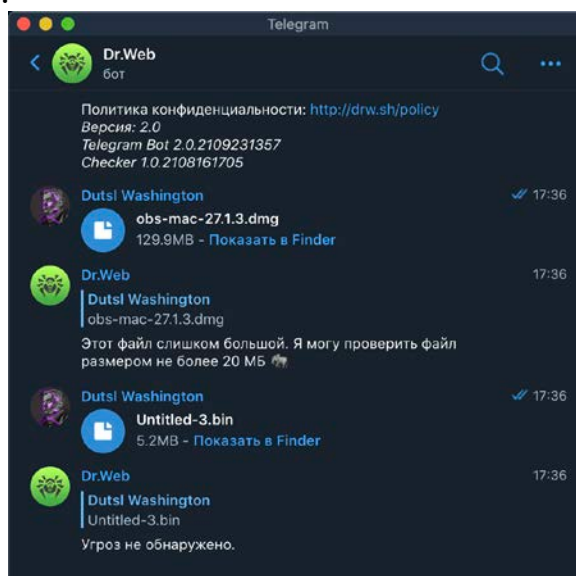 Telegram
Dr.Web
бот
Политика конфиденциальности: http://drw.sh/policy
Версия: 2.0
Telegram Bot 2.0.2109231357
Checker 1.0.2108161705
Dutsl Washington 17:36
obs-mac-27.1.3.dmg
129.9MB - Показать в Finder
Dr.Web 17:36
Dutsl Washington
obs-mac-27.1.3.dmg
Этот файл слишком большой. Я могу проверить файл
размером не более 20 МБ 🐘
Dutsl Washington 17:36
Untitled-3.bin
5.2MB - Показать в Finder
Dr.Web 17:36
Dutsl Washington
Untitled-3.bin
Угроз не обнаружено.